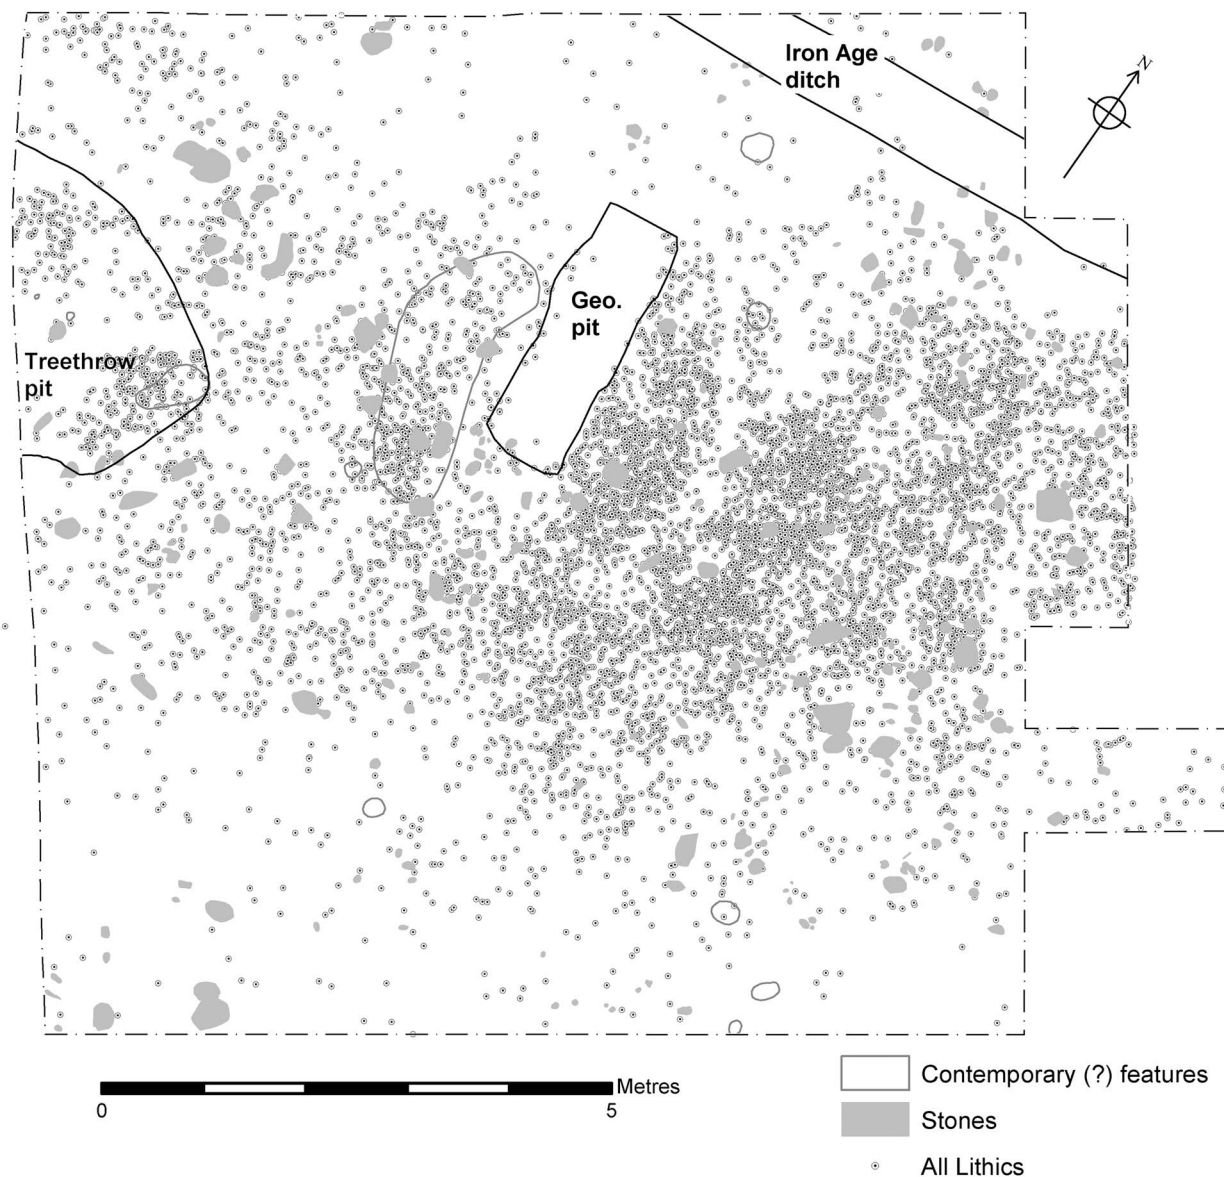 Iron Age
ditch
N
Geo.
pit
Treethrow
pit
Metres
0
5
Contemporary (?) features
Stones
All Lithics